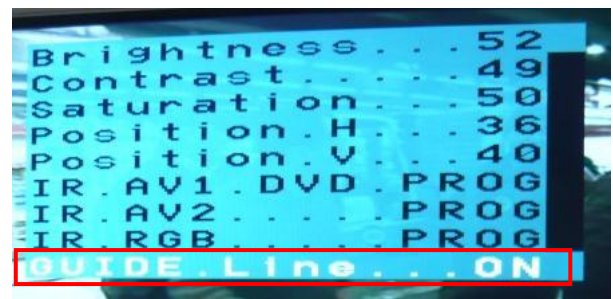 Brightness...52
Contrast.....49
Saturation...50
Position.H...36
Position.V...40
IR.AV1.DVD.PROG
IR.AV2.....PROG
IR.RGB.....PROG
GUIDE.Line...ON